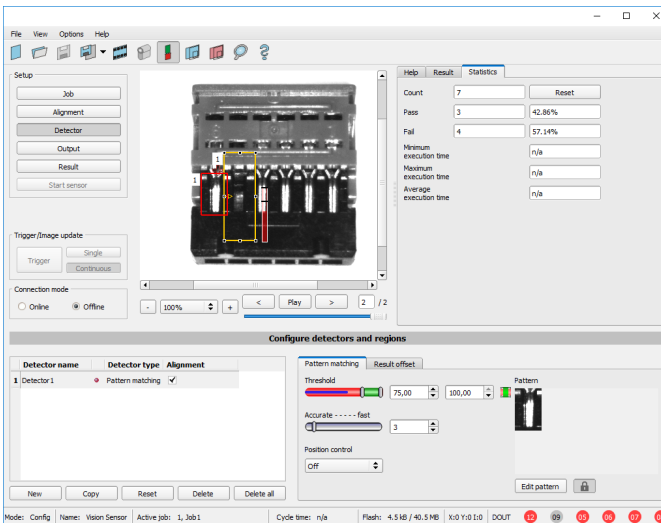 File View Options Help
Setup
Job
Alignment
Detector
Output
Result
Start sensor
Trigger/Image update
Trigger
Single
Continuous
Connection mode
Online Offline
1
1
- 100% + < Play > 2 / 2
Help Result Statistics
Count 7 Reset
Pass 3 42.86%
Fail 4 57.14%
Minimum
execution time n/a
Maximum
execution time n/a
Average
execution time n/a
Configure detectors and regions
Detector name Detector type Alignment
1 Detector1 Pattern matching
New Copy Reset Delete Delete all
Pattern matching Result offset
Threshold
75,00 100,00
Accurate ----- fast
3
Position control
Off
Pattern
Edit pattern
Mode: Config Name: Vision Sensor Active job: 1, Job1 Cycle time: n/a Flash: 4.5 kB / 40.5 MB X:0 Y:0 I:0 DOUT 12 09 05 06 07